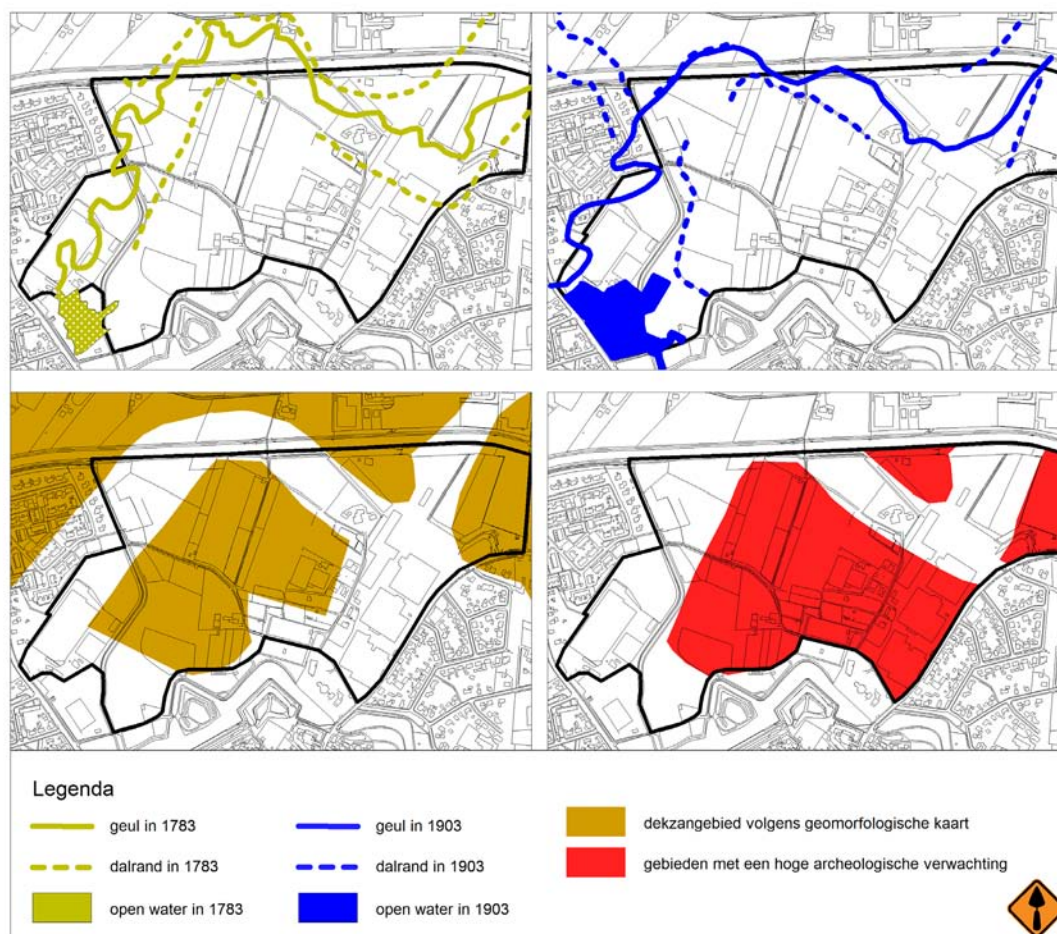 Legenda
geul in 1783
dalrand in 1783
open water in 1783
geul in 1903
dalrand in 1903
open water in 1903
dekzangebied volgens geomorfologische kaart
gebieden met een hoge archeologische verwachting